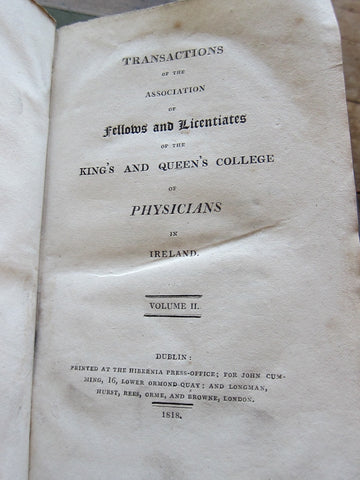 TRANSACTIONS
OF THE
ASSOCIATION
OF
Fellows and Licentiates
OF THE
KING'S AND QUEEN'S COLLEGE
OF
PHYSICIANS
IN
IRELAND.
VOLUME II.
DUBLIN:
PRINTED AT THE HIBERNIA PRESS-OFFICE; FOR JOHN CUM-
MING, 16, LOWER ORMOND-QUAY; AND LONGMAN,
HURST, REES, ORME, AND BROWNE, LONDON.
1818.